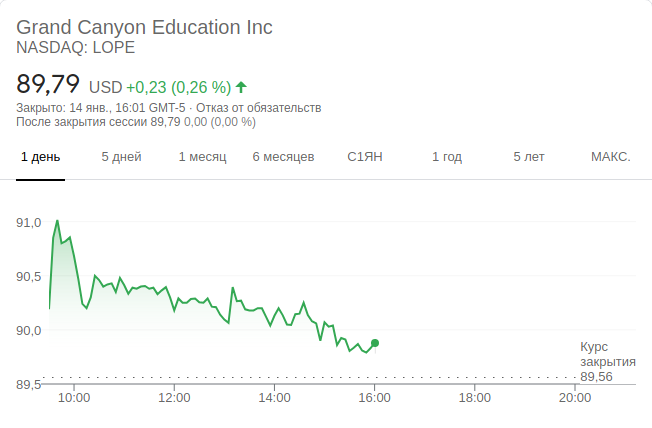 Grand Canyon Education Inc
NASDAQ: LOPE
89,79 USD +0,23 (0,26 %)
Закрыто: 14 янв., 16:01 GMT-5 · Отказ от обязательств
После закрытия сессии 89,79 0,00 (0,00 %)
1 день 5 дней 1 месяц 6 месяцев С1ЯН 1 год 5 лет МАКС.
91,0
90,5
90,0
Курс
закрытия
89,56
89,5
10:00 12:00 14:00 16:00 18:00 20:00